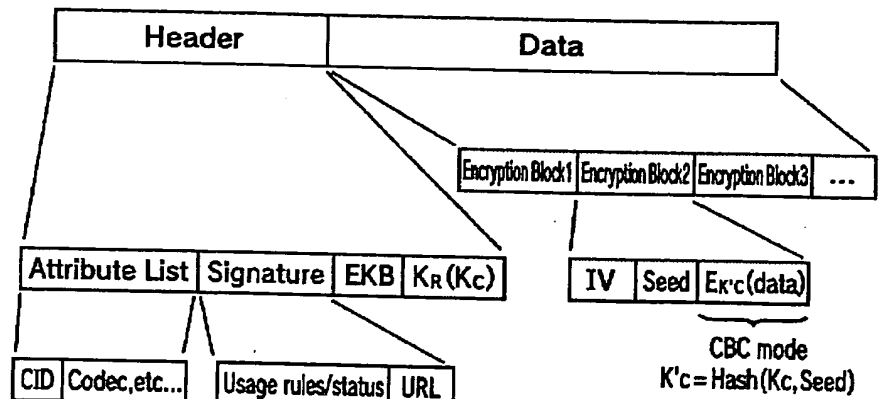 Header Data
Encryption Block1 Encryption Block2 Encryption Block3 ...
Attribute List Signature EKB KR(Kc)
IV Seed EK'C(data)
CBC mode
K'c=Hash(Kc,Seed)
CID Codec,etc... Usage rules/status URL